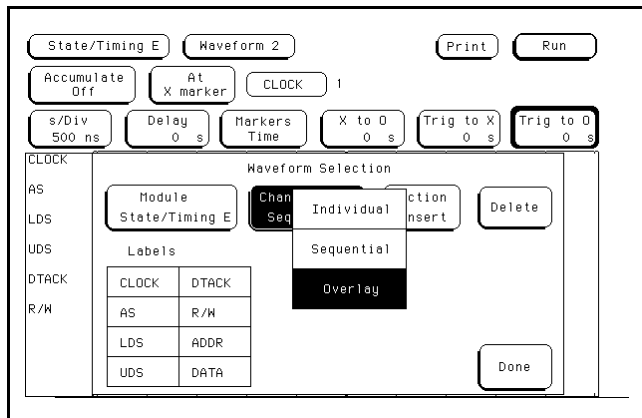 State/Timing E Waveform 2 Print Run
Accumulate Off At X marker CLOCK 1
s/Div 500 ns Delay 0 s Markers Time X to O 0 s Trig to X 0 s Trig to O 0 s
CLOCK
AS
LDS
UDS
DTACK
R/W
Waveform Selection
Module State/Timing E
Delete
Individual
Sequential
Overlay
Labels
CLOCK DTACK
AS R/W
LDS ADDR
UDS DATA
Done